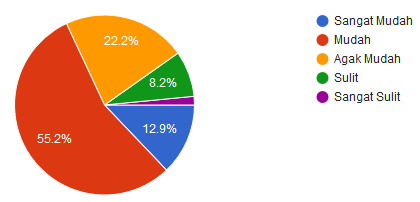 Sangat Mudah
Mudah
Agak Mudah
Sulit
Sangat Sulit
22.2%
8.2%
12.9%
55.2%